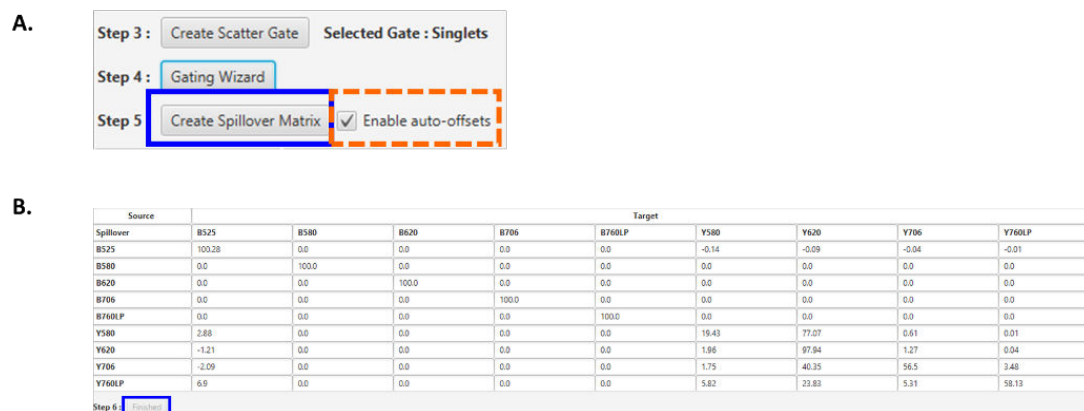 A.
Step 3 : Create Scatter Gate Selected Gate : Singlets
Step 4 : Gating Wizard
Step 5 Create Spillover Matrix Enable auto-offsets
B.
Source Target
Spillover B525 B580 B620 B706 B760LP Y580 Y620 Y706 Y760LP
B525 100.28 0.0 0.0 0.0 0.0 -0.14 -0.09 -0.04 -0.01
B580 0.0 100.0 0.0 0.0 0.0 0.0 0.0 0.0 0.0
B620 0.0 0.0 100.0 0.0 0.0 0.0 0.0 0.0 0.0
B706 0.0 0.0 0.0 100.0 0.0 0.0 0.0 0.0 0.0
B760LP 0.0 0.0 0.0 0.0 100.0 0.0 0.0 0.0 0.0
Y580 2.88 0.0 0.0 0.0 0.0 19.43 77.07 0.61 0.01
Y620 -1.21 0.0 0.0 0.0 0.0 1.96 97.94 1.27 0.04
Y706 -2.09 0.0 0.0 0.0 0.0 1.75 40.35 56.5 3.48
Y760LP 6.9 0.0 0.0 0.0 0.0 5.82 23.83 5.31 58.13
Step 6 : Finished